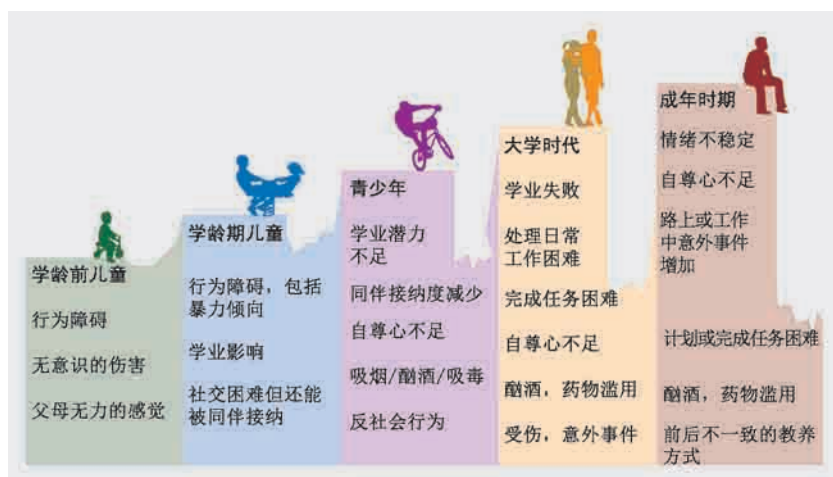 学龄前儿童
行为障碍
无意识的伤害
父母无力的感觉
学龄期儿童
行为障碍，包括
暴力倾向
学业影响
社交困难但还能
被同伴接纳
青少年
学业潜力
不足
同伴接纳度减少
自尊心不足
吸烟/酗酒/吸毒
反社会行为
大学时代
学业失败
处理日常
工作困难
完成任务困难
自尊心不足
酗酒，药物滥用
受伤，意外事件
成年时期
情绪不稳定
自尊心不足
路上或工作
中意外事件
增加
计划或完成任务困难
酗酒，药物滥用
前后不一致的教养
方式